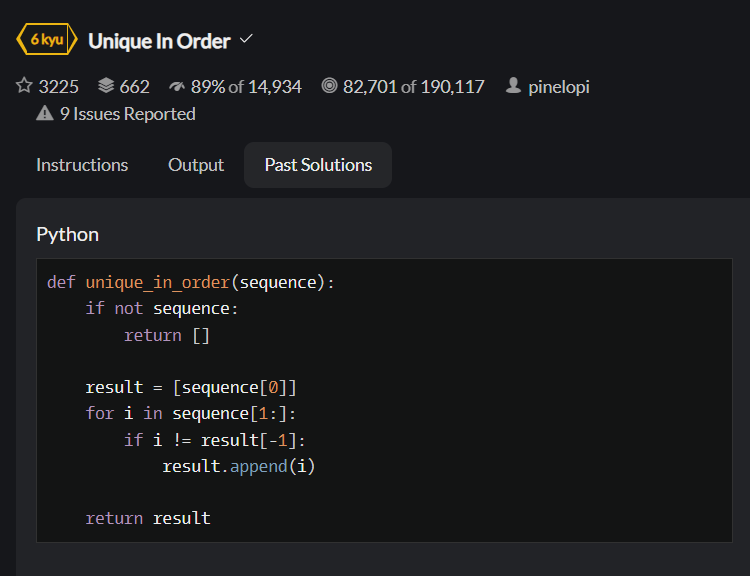 6 kyu Unique In Order
3225 662 89% of 14,934 82,701 of 190,117 pinelopi
9 Issues Reported
Instructions Output Past Solutions
Python
def unique_in_order(sequence):
    if not sequence:
        return []

    result = [sequence[0]]
    for i in sequence[1:]:
        if i != result[-1]:
            result.append(i)

    return result